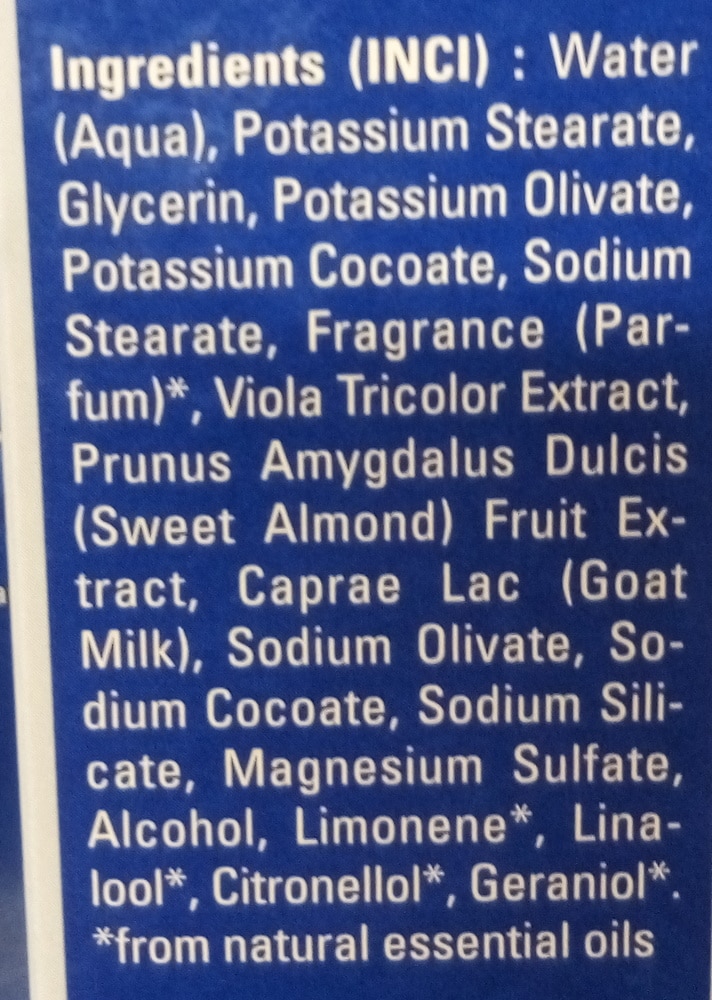 Ingredients (INCI) : Water
(Aqua), Potassium Stearate,
Glycerin, Potassium Olivate,
Potassium Cocoate, Sodium
Stearate, Fragrance (Par-
fum)*, Viola Tricolor Extract,
Prunus Amygdalus Dulcis
(Sweet Almond) Fruit Ex-
tract, Caprae Lac (Goat
Milk), Sodium Olivate, So-
dium Cocoate, Sodium Sili-
cate, Magnesium Sulfate,
Alcohol, Limonene*, Lina-
lool*, Citronellol*, Geraniol*.
*from natural essential oils